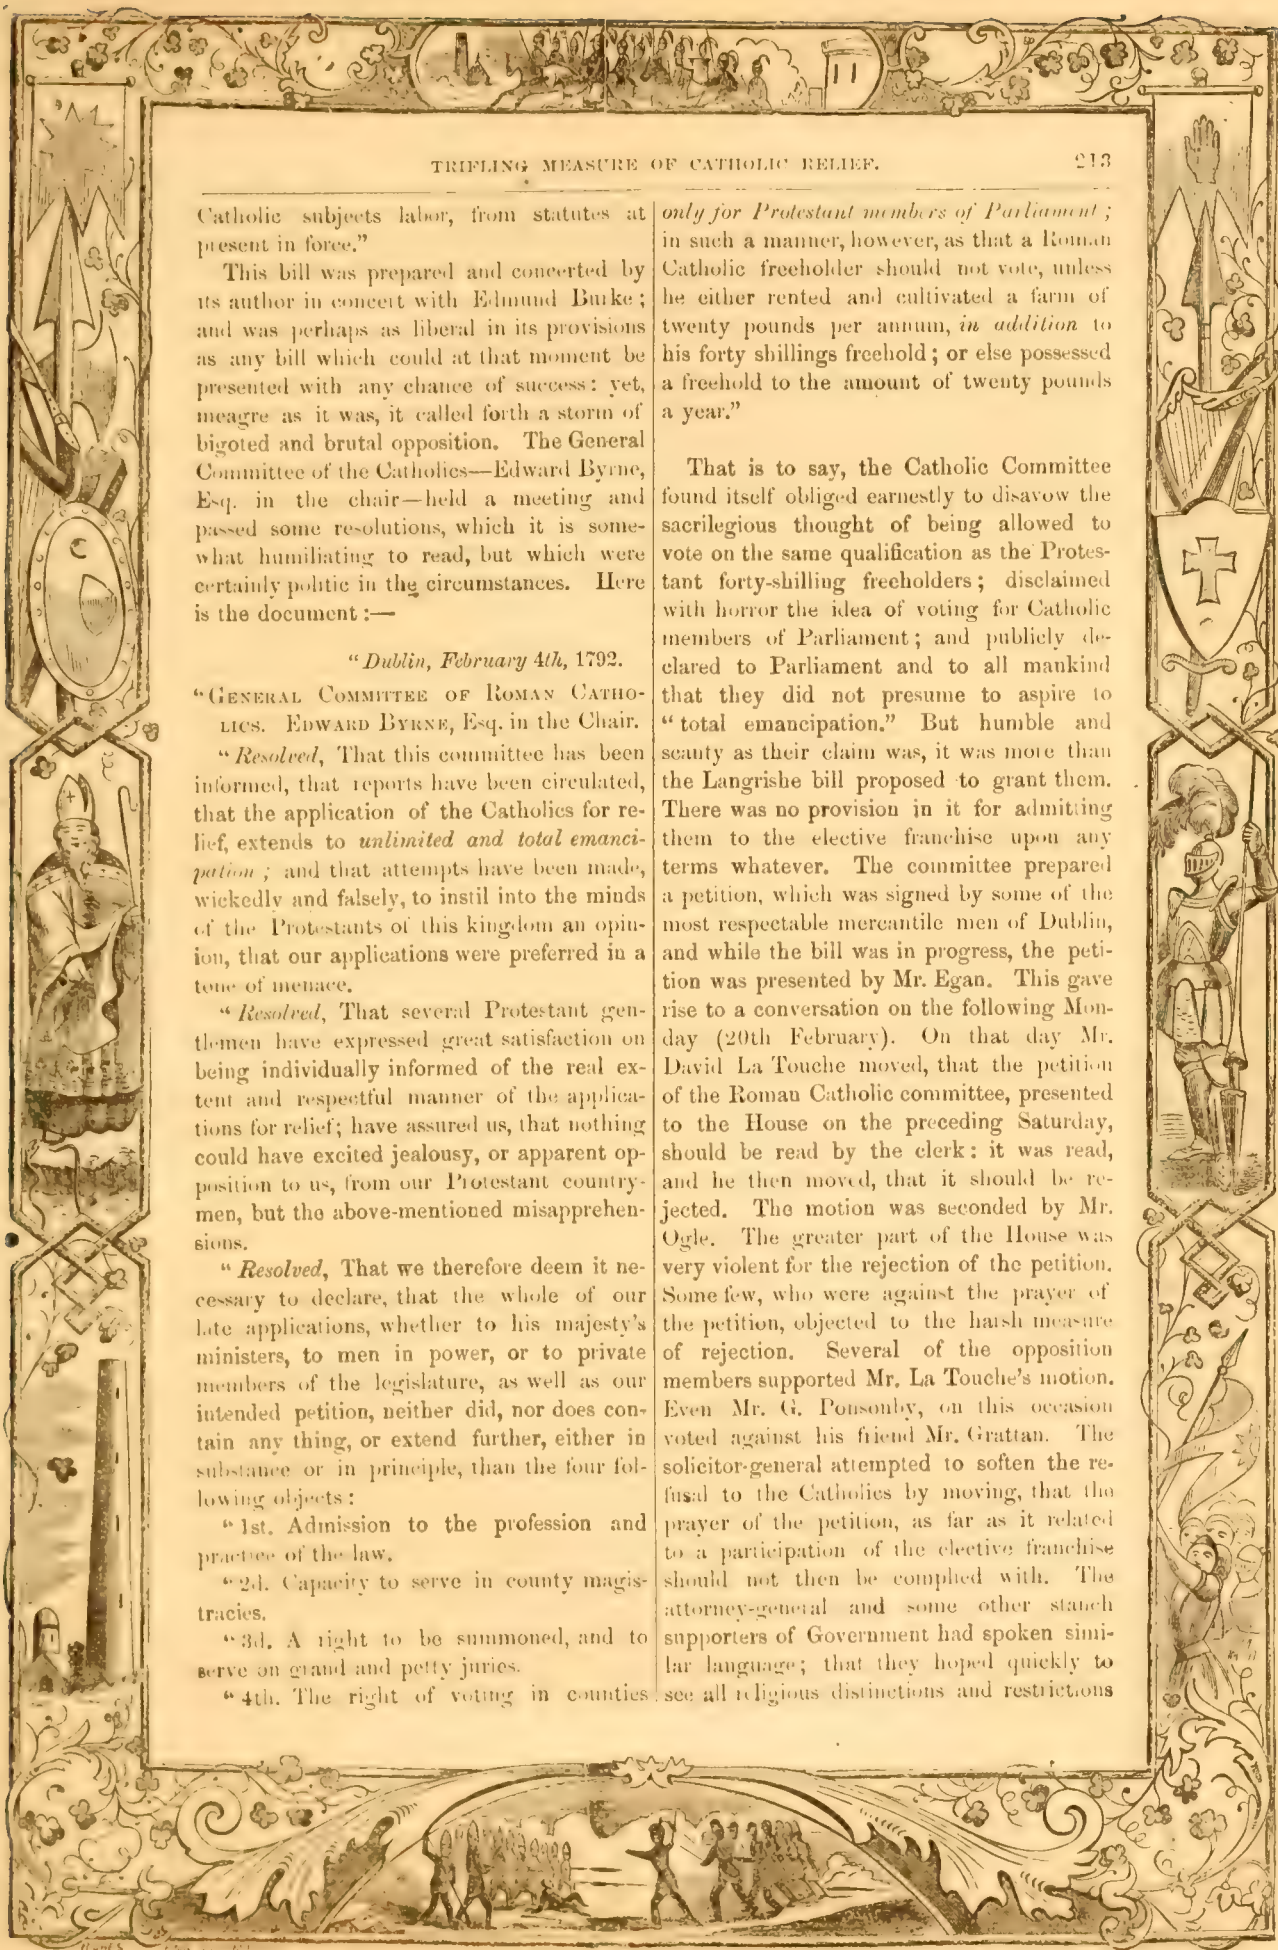 TRIFLING MEASURE OF CATHOLIC RELIEF. 213
Catholic subjects labor, from statutes at
present in force.”
This bill was prepared and concerted by
its author in concert with Edmund Burke;
and was perhaps as liberal in its provisions
as any bill which could at that moment be
presented with any chance of success: yet,
meagre as it was, it called forth a storm of
bigoted and brutal opposition. The General
Committee of the Catholics—Edward Byrne,
Esq. in the chair—held a meeting and
passed some resolutions, which it is some-
what humiliating to read, but which were
certainly politic in the circumstances. Here
is the document:—
“Dublin, February 4th, 1792.
“GENERAL COMMITTEE OF ROMAN CATHO-
LICS. EDWARD BYRNE, Esq. in the Chair.
“Resolved, That this committee has been
informed, that reports have been circulated,
that the application of the Catholics for re-
lief, extends to unlimited and total emanci-
pation; and that attempts have been made,
wickedly and falsely, to instil into the minds
of the Protestants of this kingdom an opin-
ion, that our applications were preferred in a
tone of menace.
“Resolved, That several Protestant gen-
tlemen have expressed great satisfaction on
being individually informed of the real ex-
tent and respectful manner of the applica-
tions for relief; have assured us, that nothing
could have excited jealousy, or apparent op-
position to us, from our Protestant country-
men, but the above-mentioned misapprehen-
sions.
“Resolved, That we therefore deem it ne-
cessary to declare, that the whole of our
late applications, whether to his majesty’s
ministers, to men in power, or to private
members of the legislature, as well as our
intended petition, neither did, nor does con-
tain any thing, or extend further, either in
substance or in principle, than the four fol-
lowing objects:
“1st. Admission to the profession and
practice of the law.
“2d. Capacity to serve in county magis-
tracies.
“3d. A right to be summoned, and to
serve on grand and petty juries.
“4th. The right of voting in counties
only for Protestant members of Parliament;
in such a manner, however, as that a Roman
Catholic freeholder should not vote, unless
he either rented and cultivated a farm of
twenty pounds per annum, in addition to
his forty shillings freehold; or else possessed
a freehold to the amount of twenty pounds
a year.”
That is to say, the Catholic Committee
found itself obliged earnestly to disavow the
sacrilegious thought of being allowed to
vote on the same qualification as the Protes-
tant forty-shilling freeholders; disclaimed
with horror the idea of voting for Catholic
members of Parliament; and publicly de-
clared to Parliament and to all mankind
that they did not presume to aspire to
“total emancipation.” But humble and
scanty as their claim was, it was more than
the Langrishe bill proposed to grant them.
There was no provision in it for admitting
them to the elective franchise upon any
terms whatever. The committee prepared
a petition, which was signed by some of the
most respectable mercantile men of Dublin,
and while the bill was in progress, the peti-
tion was presented by Mr. Egan. This gave
rise to a conversation on the following Mon-
day (20th February). On that day Mr.
David La Touche moved, that the petition
of the Roman Catholic committee, presented
to the House on the preceding Saturday,
should be read by the clerk: it was read,
and he then moved, that it should be re-
jected. The motion was seconded by Mr.
Ogle. The greater part of the House was
very violent for the rejection of the petition.
Some few, who were against the prayer of
the petition, objected to the harsh measure
of rejection. Several of the opposition
members supported Mr. La Touche’s motion.
Even Mr. G. Ponsonby, on this occasion
voted against his friend Mr. Grattan. The
solicitor-general attempted to soften the re-
fusal to the Catholics by moving, that the
prayer of the petition, as far as it related
to a participation of the elective franchise
should not then be complied with. The
attorney-general and some other stanch
supporters of Government had spoken simi-
lar language; that they hoped quickly to
see all religious distinctions and restrictions